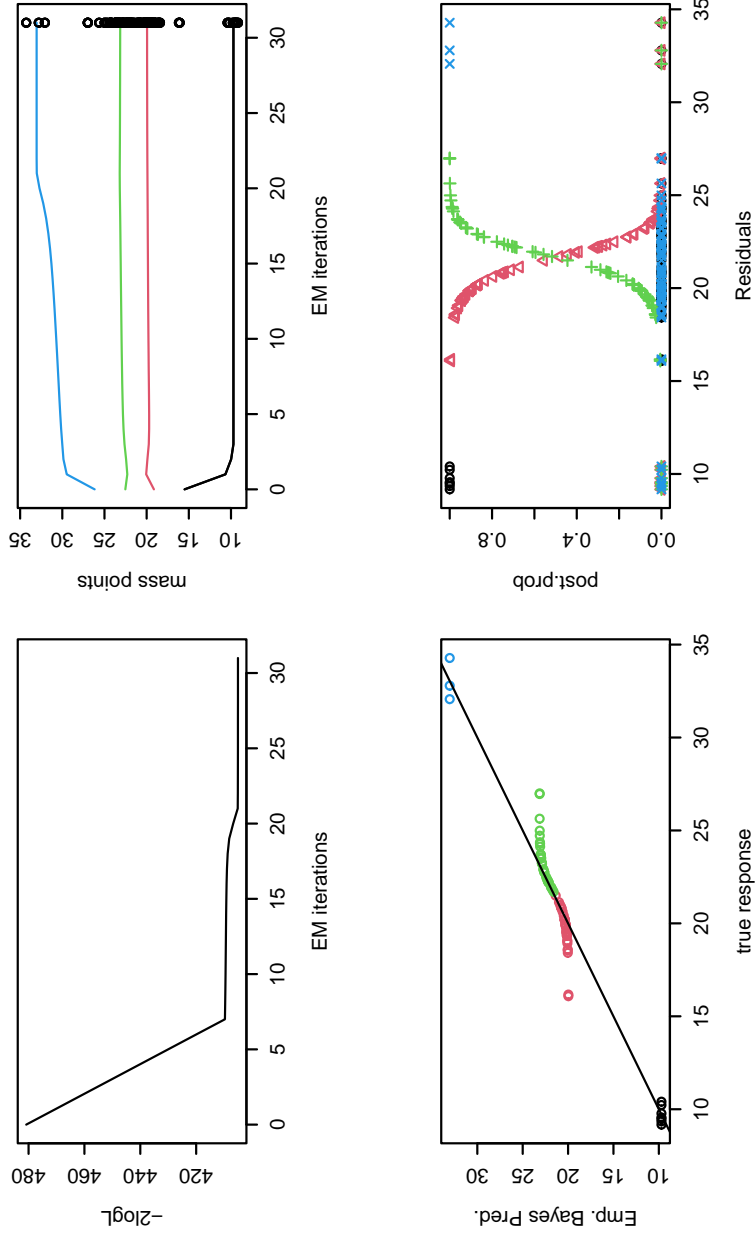 −2logL
420 440 460 480
0 5 10 15 20 25 30
EM iterations
mass points
10 15 20 25 30 35
0 5 10 15 20 25 30
EM iterations
Emp. Bayes Pred.
10 15 20 25 30
10 15 20 25 30 35
true response
post.prob
0.0 0.4 0.8
10 15 20 25 30 35
Residuals